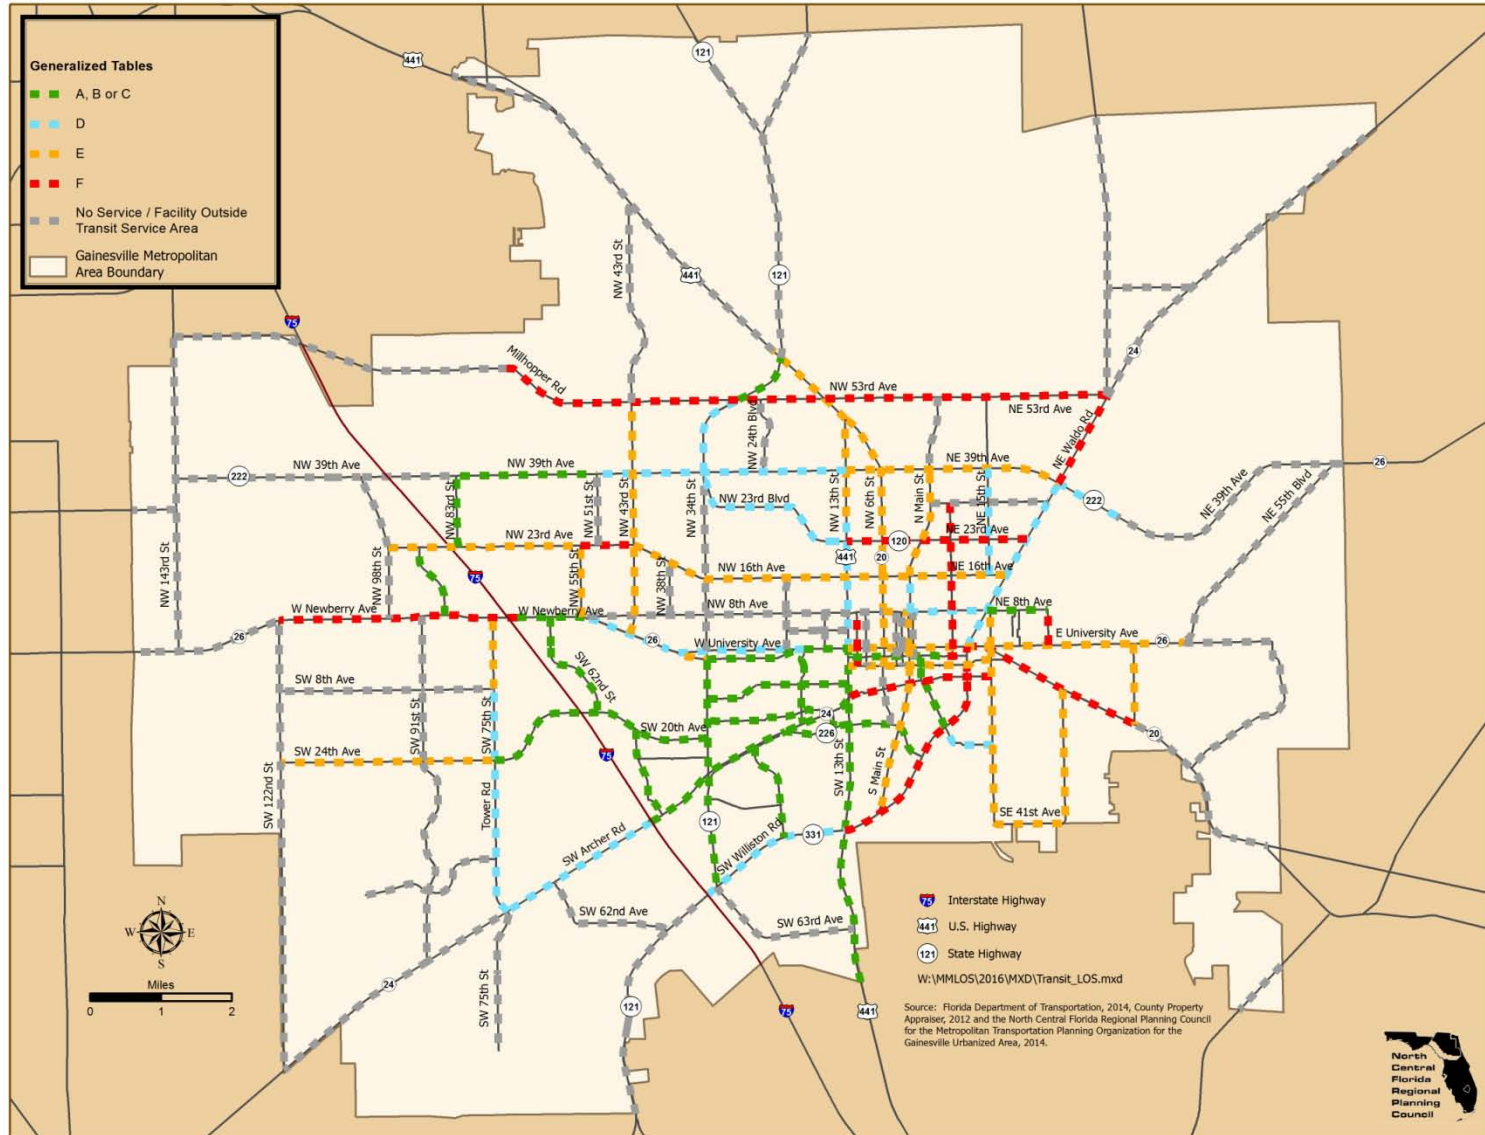 Generalized Tables
A, B or C
D
E
F
No Service / Facility Outside
Transit Service Area
Gainesville Metropolitan
Area Boundary
441
121
441
121
NW 43rd St
75
24
Millhopper Rd
NW 53rd Ave
NE 53rd Ave
NW 24th Blvd
NE Waldo Rd
222
NW 39th Ave
NW 39th Ave
NE 39th Ave
26
NW 83rd St
NW 51st St
NW 43rd St
NW 34th St
NW 23rd Blvd
NW 13th St
NW 6th St
N Main St
NE 15th St
222
NE 39th Ave
NE 55th Blvd
NW 143rd St
NW 98th St
NW 23rd Ave
NW 55th St
NW 38th St
441
120
20
NE 23rd Ave
75
NW 16th Ave
NE 16th Ave
W Newberry Ave
W Newberry Ave
NW 8th Ave
NE 8th Ave
26
26
W University Ave
E University Ave
26
SW 8th Ave
SW 62nd St
SW 122nd St
SW 91st St
SW 75th St
SW 24th Ave
SW 20th Ave
24
226
75
SW 13th St
S Main St
20
Tower Rd
121
SE 41st Ave
SW Archer Rd
SW Williston Rd
331
SW 62nd Ave
SW 63rd Ave
24
SW 75th St
121
75
441
N
W
E
S
Miles
0
1
2
75
Interstate Highway
441
U.S. Highway
121
State Highway
W:\MMLOS\2016\MXD\Transit_LOS.mxd
Source: Florida Department of Transportation, 2014, County Property
Appraiser, 2012 and the North Central Florida Regional Planning Council
for the Metropolitan Transportation Planning Organization for the
Gainesville Urbanized Area, 2014.
North
Central
Florida
Regional
Planning
Council